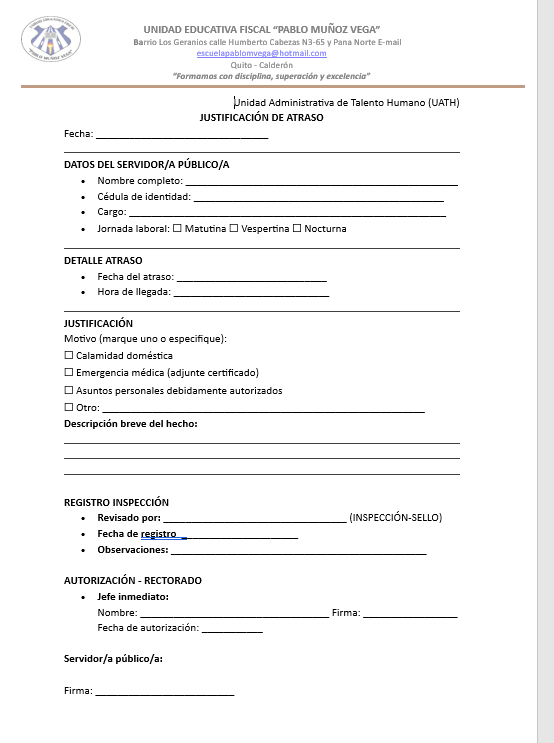 UNIDAD EDUCATIVA FISCAL “PABLO MUÑOZ VEGA”
Barrio Los Geranios calle Humberto Cabezas N3-65 y Pana Norte E-mail
escuelapablomvega@hotmail.com
Quito - Calderón
“Formamos con disciplina, superación y excelencia”
Unidad Administrativa de Talento Humano (UATH)
JUSTIFICACIÓN DE ATRASO
Fecha: ______________________________
DATOS DEL SERVIDOR/A PÚBLICO/A
• Nombre completo: ______________________________
• Cédula de identidad: ______________________________
• Cargo: ______________________________
• Jornada laboral: ☐ Matutina ☐ Vespertina ☐ Nocturna
DETALLE ATRASO
• Fecha del atraso: ______________________________
• Hora de llegada: ______________________________
JUSTIFICACIÓN
Motivo (marque uno o especifique):
☐ Calamidad doméstica
☐ Emergencia médica (adjunte certificado)
☐ Asuntos personales debidamente autorizados
☐ Otro: ______________________________
Descripción breve del hecho:
REGISTRO INSPECCIÓN
• Revisado por: ______________________________ (INSPECCIÓN-SELLO)
• Fecha de registro ______________________________
• Observaciones: ______________________________
AUTORIZACIÓN - RECTORADO
• Jefe inmediato:
Nombre: ______________________________ Firma: _________________
Fecha de autorización: ___________
Servidor/a público/a:
Firma: _________________________